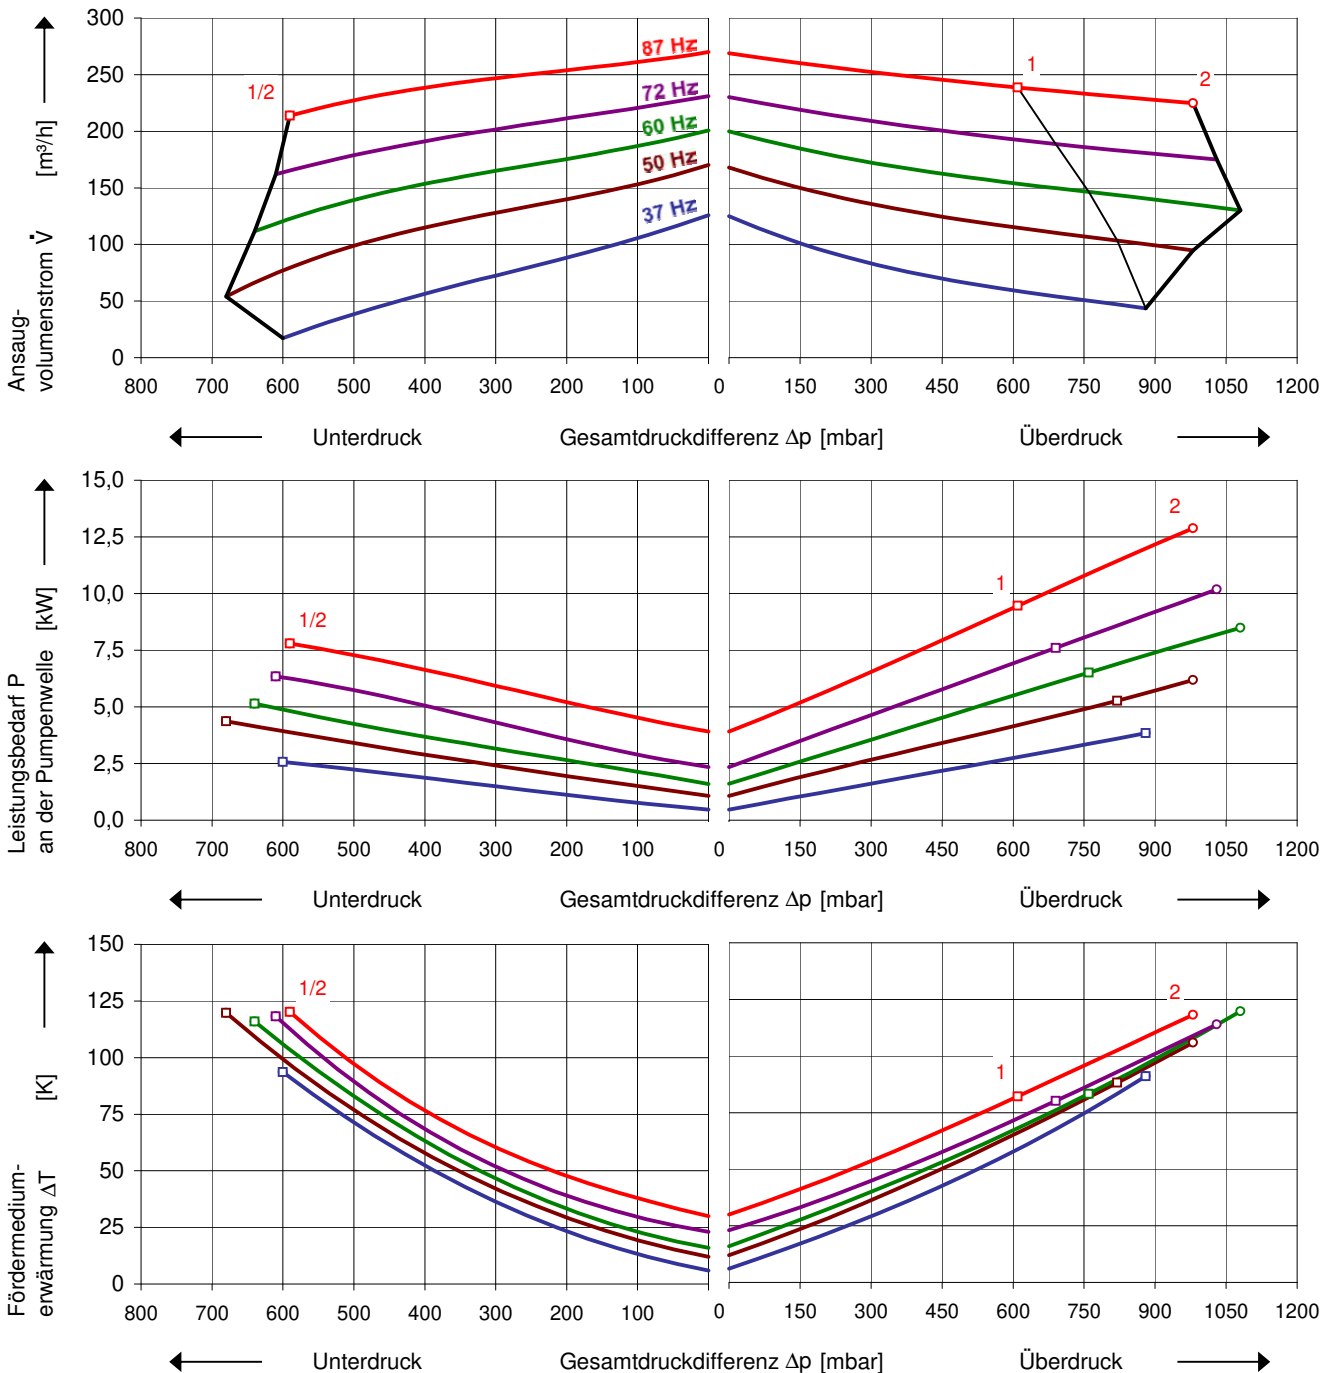 300
250
200
150
100
50
0
Ansaug-
volumenstrom V̇ [m³/h]
1/2
87 Hz
72 Hz
60 Hz
50 Hz
37 Hz
1
2
800 700 600 500 400 300 200 100 0 150 300 450 600 750 900 1050 1200
Unterdruck Gesamtdruckdifferenz Δp [mbar] Überdruck
15,0
12,5
10,0
7,5
5,0
2,5
0,0
Leistungsbedarf P
an der Pumpenwelle [kW]
1/2
1
2
800 700 600 500 400 300 200 100 0 150 300 450 600 750 900 1050 1200
Unterdruck Gesamtdruckdifferenz Δp [mbar] Überdruck
150
125
100
75
50
25
0
Fördermedium-
erwärmung ΔT [K]
1/2
1
2
800 700 600 500 400 300 200 100 0 150 300 450 600 750 900 1050 1200
Unterdruck Gesamtdruckdifferenz Δp [mbar] Überdruck